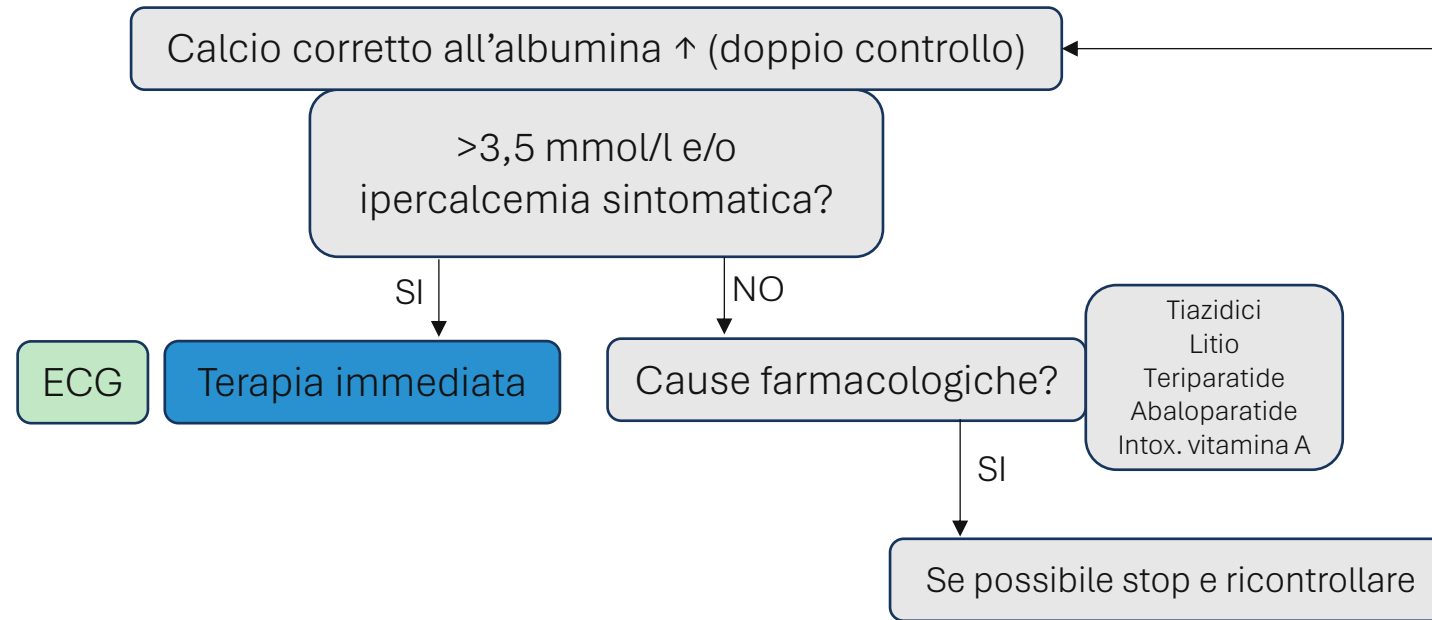 Calcio corretto all'albumina ↑ (doppio controllo)
>3,5 mmol/l e/o
ipercalcemia sintomatica?
SI
NO
ECG
Terapia immediata
Cause farmacologiche?
Tiazidici
Litio
Teriparatide
Abaloparatide
Intox. vitamina A
SI
Se possibile stop e ricontrollare